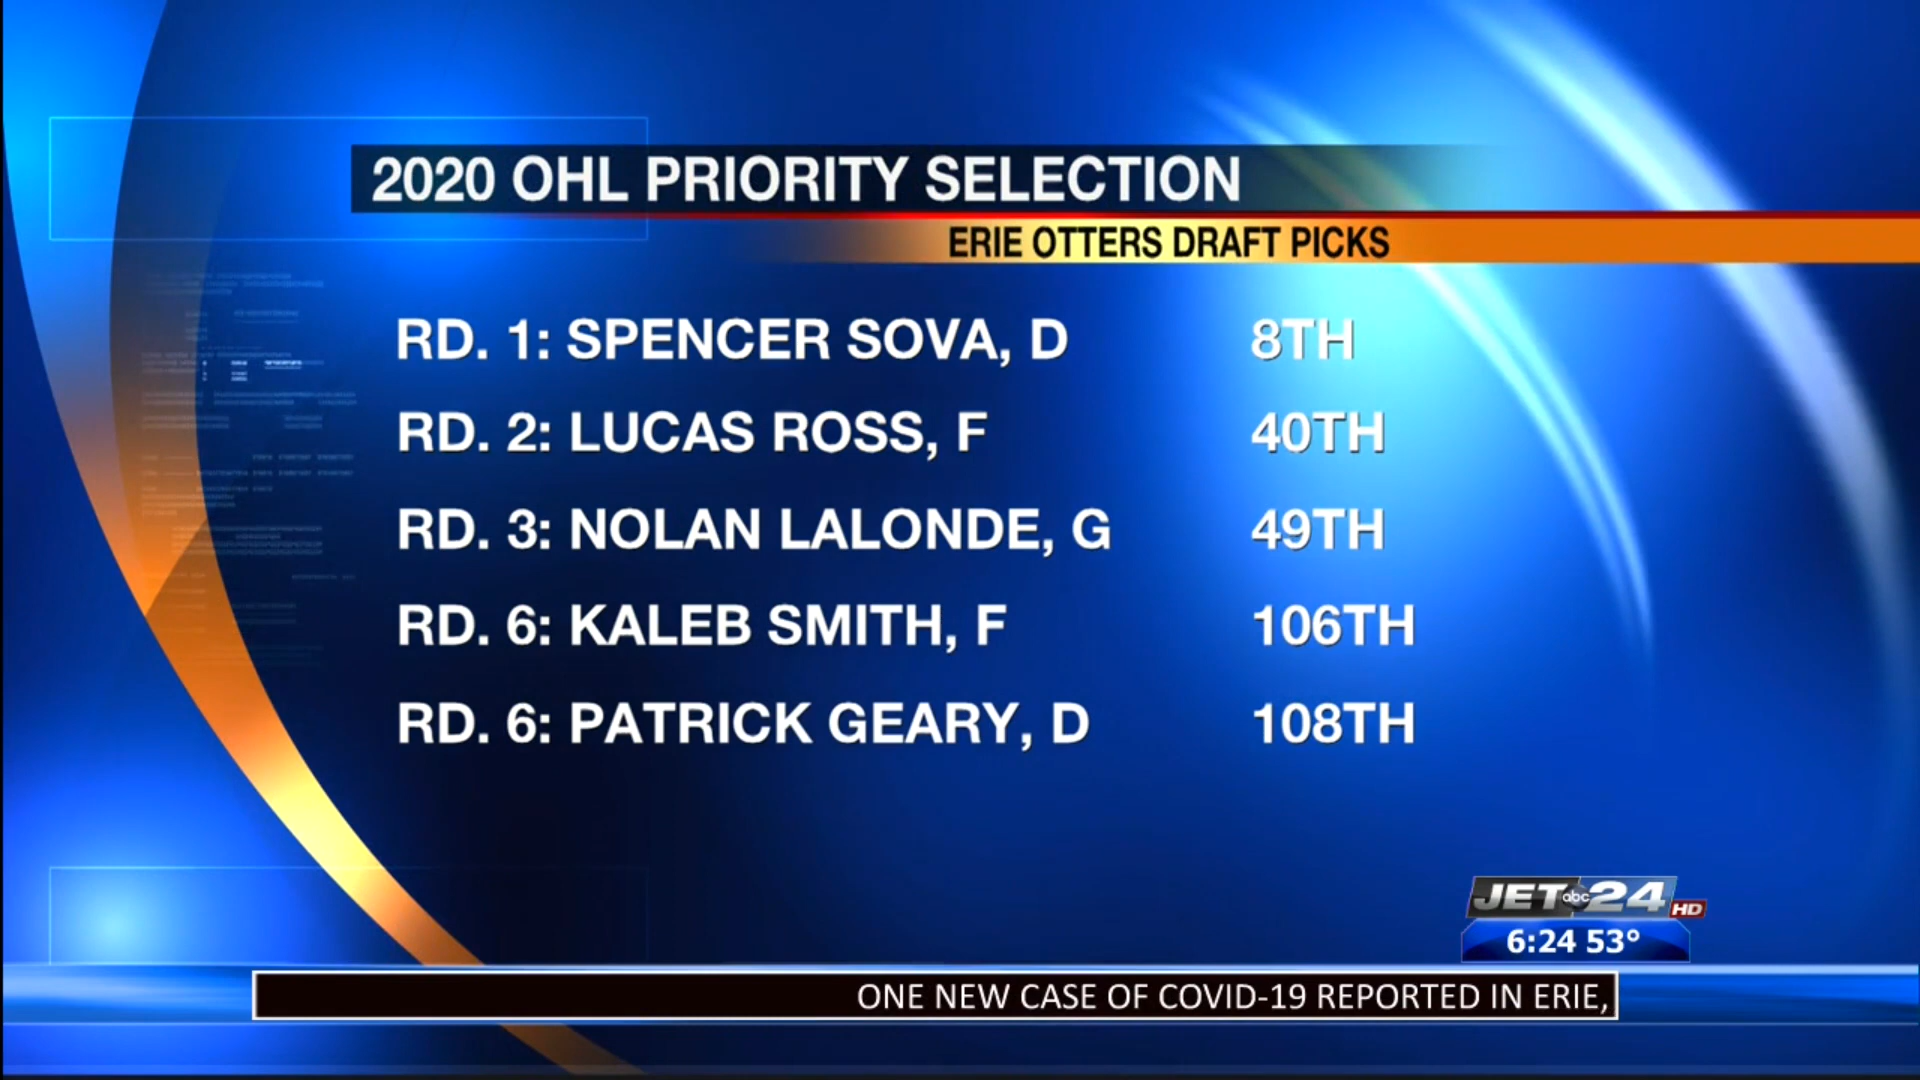 2020 OHL PRIORITY SELECTION
ERIE OTTERS DRAFT PICKS
RD. 1: SPENCER SOVA, D 8TH
RD. 2: LUCAS ROSS, F 40TH
RD. 3: NOLAN LALONDE, G 49TH
RD. 6: KALEB SMITH, F 106TH
RD. 6: PATRICK GEARY, D 108TH
JET abc 24 HD
6:24 53°
ONE NEW CASE OF COVID-19 REPORTED IN ERIE,